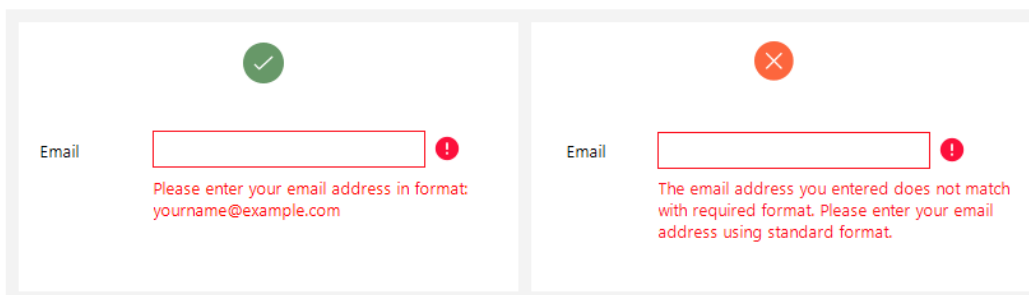 Email
Please enter your email address in format:
yourname@example.com
Email
The email address you entered does not match
with required format. Please enter your email
address using standard format.